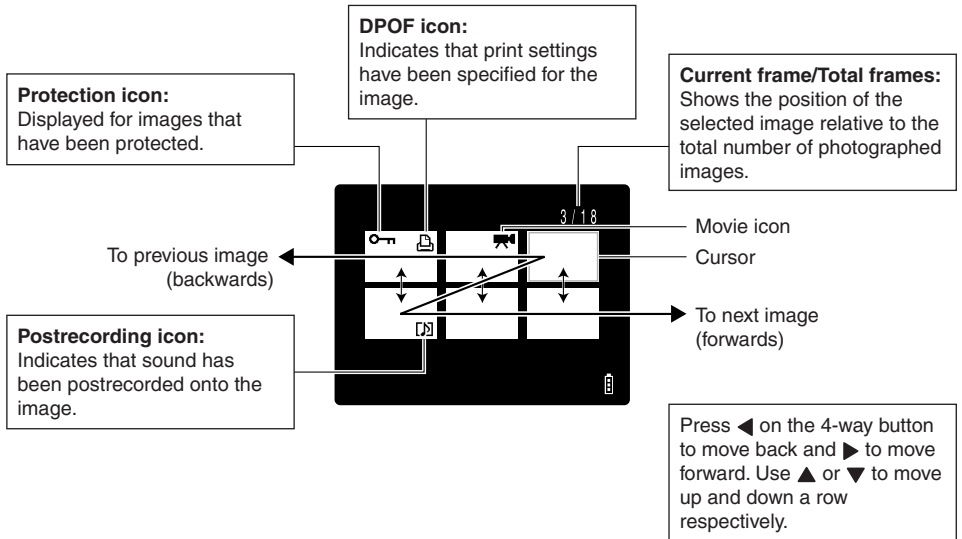 DPOF icon:
Indicates that print settings
have been specified for the
image.
Current frame/Total frames:
Shows the position of the
selected image relative to the
total number of photographed
images.
Protection icon:
Displayed for images that
have been protected.
3/18
Movie icon
Cursor
To previous image
(backwards)
To next image
(forwards)
Postrecording icon:
Indicates that sound has
been postrecorded onto the
image.
Press ◀ on the 4-way button
to move back and ▶ to move
forward. Use ▲ or ▼ to move
up and down a row
respectively.